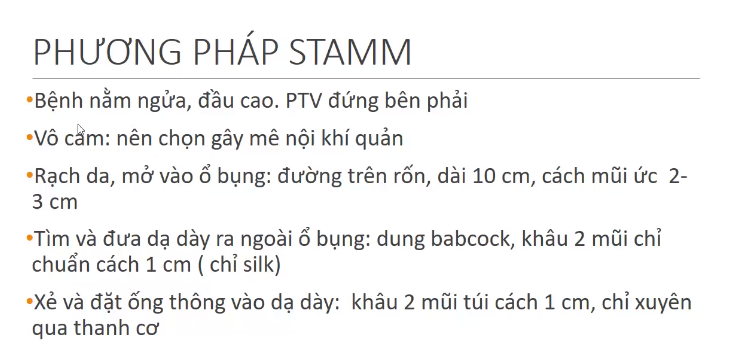 PHƯƠNG PHÁP STAMM
•Bệnh nằm ngửa, đầu cao. PTV đứng bên phải
•Vô cảm: nên chọn gây mê nội khí quản
•Rạch da, mở vào ổ bụng: đường trên rốn, dài 10 cm, cách mũi ức 2-
3 cm
•Tìm và đưa dạ dày ra ngoài ổ bụng: dung babcock, khâu 2 mũi chỉ
chuẩn cách 1 cm ( chỉ silk)
•Xẻ và đặt ống thông vào dạ dày: khâu 2 mũi túi cách 1 cm, chỉ xuyên
qua thanh cơ